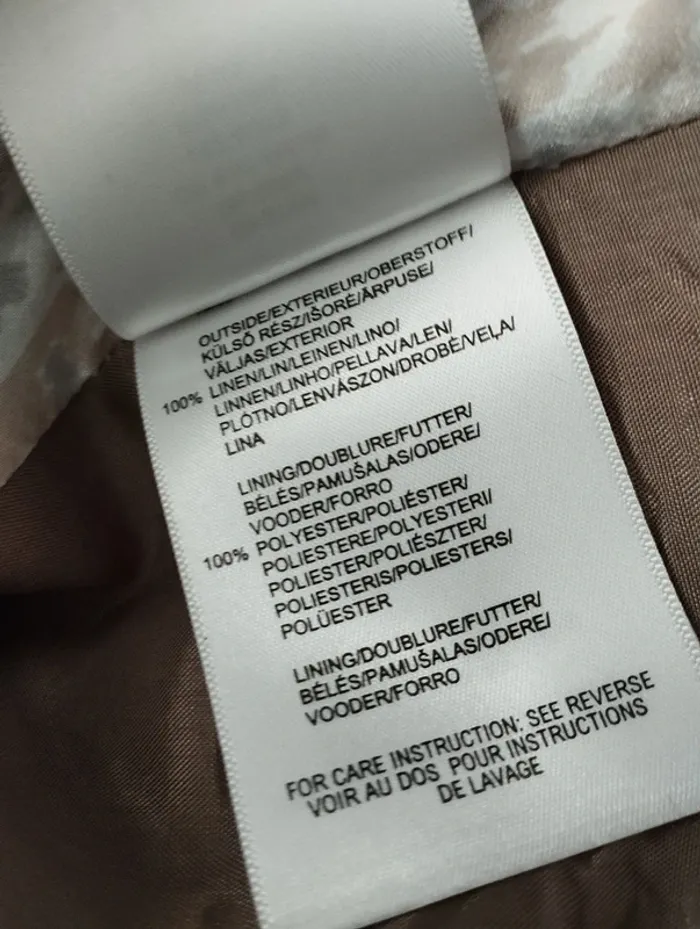 OUTSIDE/EXTERIEUR/OBERSTOFF/
KÜLSŐ RÉSZ/IŠORĖ/ĀRPUSE/
VÄLJAS/EXTERIOR
100% LINEN/LIN/LEINEN/LINO/
LINNEN/LINHO/PELLAVA/LEN/
PLÓTNO/LENVÁSZON/DROBĖ/VEĻA/
LINA
LINING/DOUBLURE/FUTTER/
BÉLÉS/PAMUŠALAS/ODERE/
VOODER/FORRO
100% POLYESTER/POLIÉSTER/
POLIESTERE/POLYESTERI/
POLIESTER/POLIÉSZTER/
POLIESTERIS/POLIESTERS/
POLÜESTER
LINING/DOUBLURE/FUTTER/
BÉLÉS/PAMUŠALAS/ODERE/
VOODER/FORRO
FOR CARE INSTRUCTION: SEE REVERSE
VOIR AU DOS POUR INSTRUCTIONS
DE LAVAGE